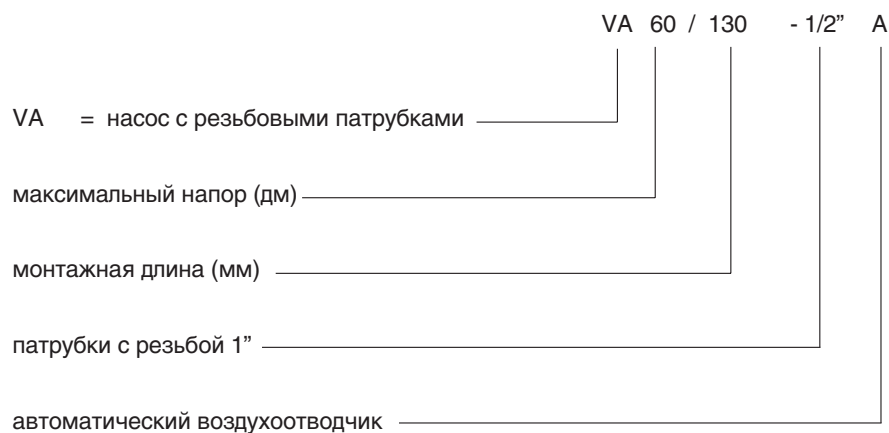 VA 60 / 130 - 1/2” A
VA = насос с резьбовыми патрубками
максимальный напор (дм)
монтажная длина (мм)
патрубки с резьбой 1”
автоматический воздухоотводчик